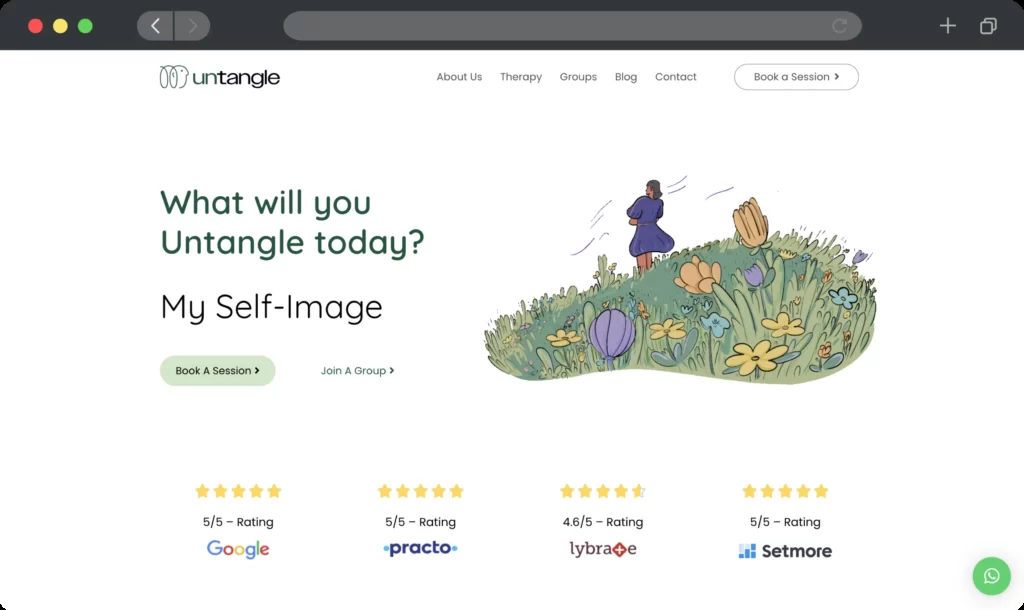 untangle
About Us Therapy Groups Blog Contact Book a Session
What will you
Untangle today?
My Self-Image
Book A Session Join A Group
5/5 – Rating 5/5 – Rating 4.6/5 – Rating 5/5 – Rating
Google practo lybrate Setmore